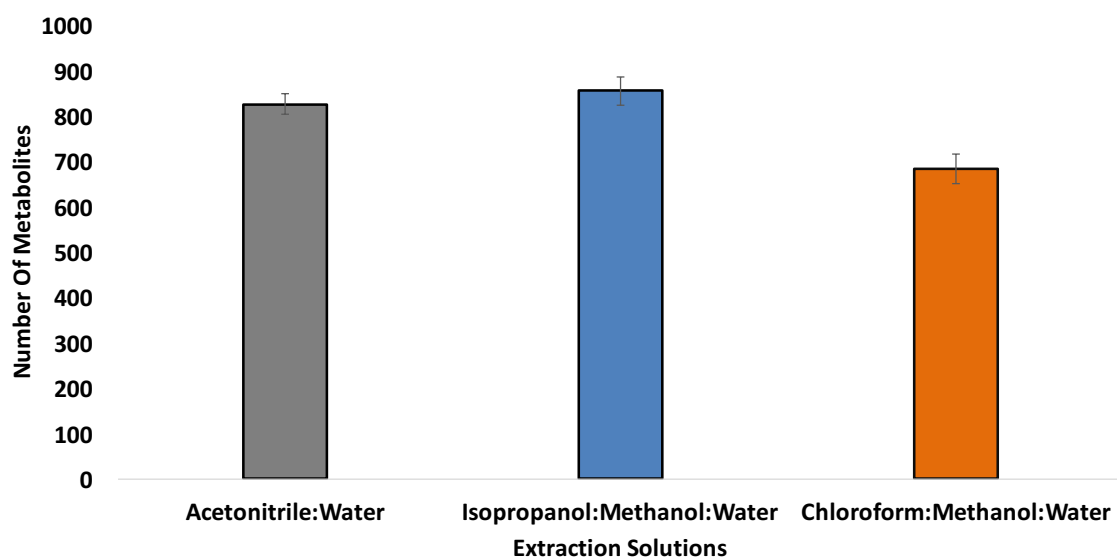 1000
900
800
700
600
500
400
300
200
100
0
Number Of Metabolites
Acetonitrile:Water
Isopropanol:Methanol:Water
Chloroform:Methanol:Water
Extraction Solutions